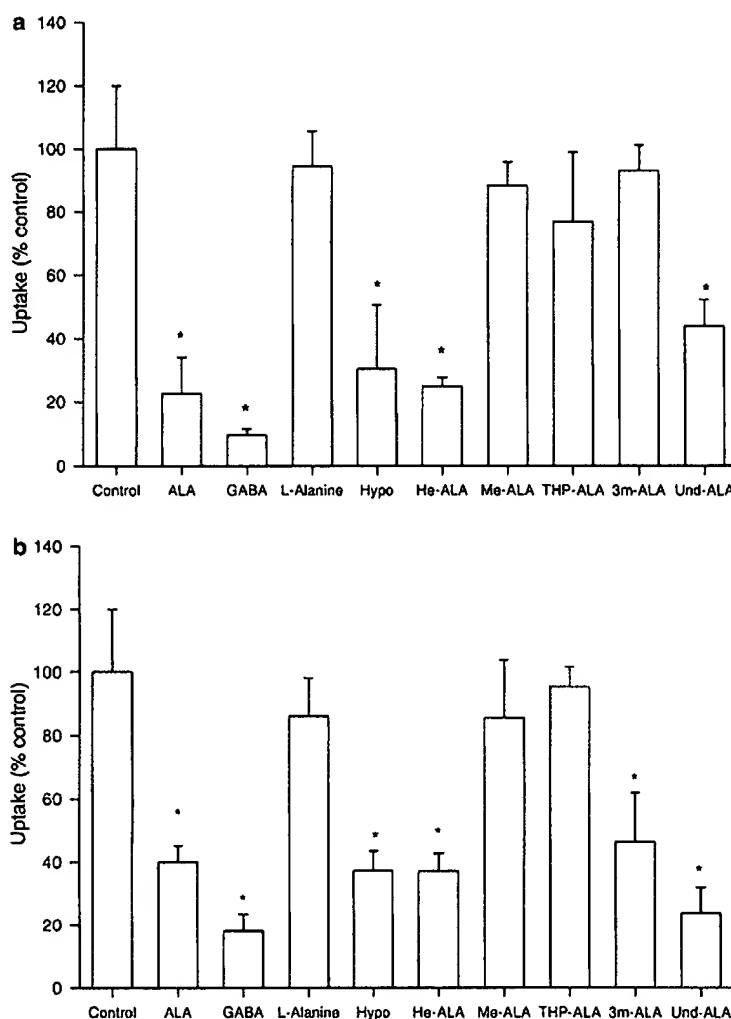 a
140
120
100
80
60
40
20
0
Uptake (% control)
* * * * *
Control ALA GABA L-Alanine Hypo He-ALA Me-ALA THP-ALA 3m-ALA Und-ALA
b
140
120
100
80
60
40
20
0
Uptake (% control)
* * * * * *
Control ALA GABA L-Alanine Hypo He-ALA Me-ALA THP-ALA 3m-ALA Und-ALA